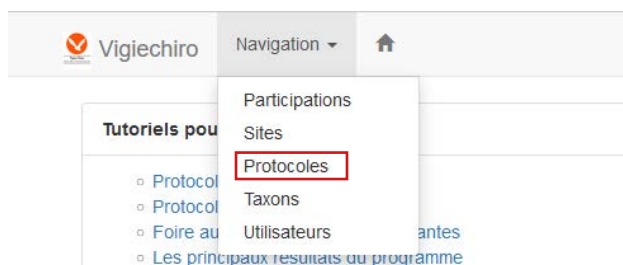 Vigiechiro Navigation
Participations
Tutoriels pou
Sites
Protocoles
Protocol
Taxons
Protocol
Utilisateurs
Foire au antes
Les principaux résultats du programme